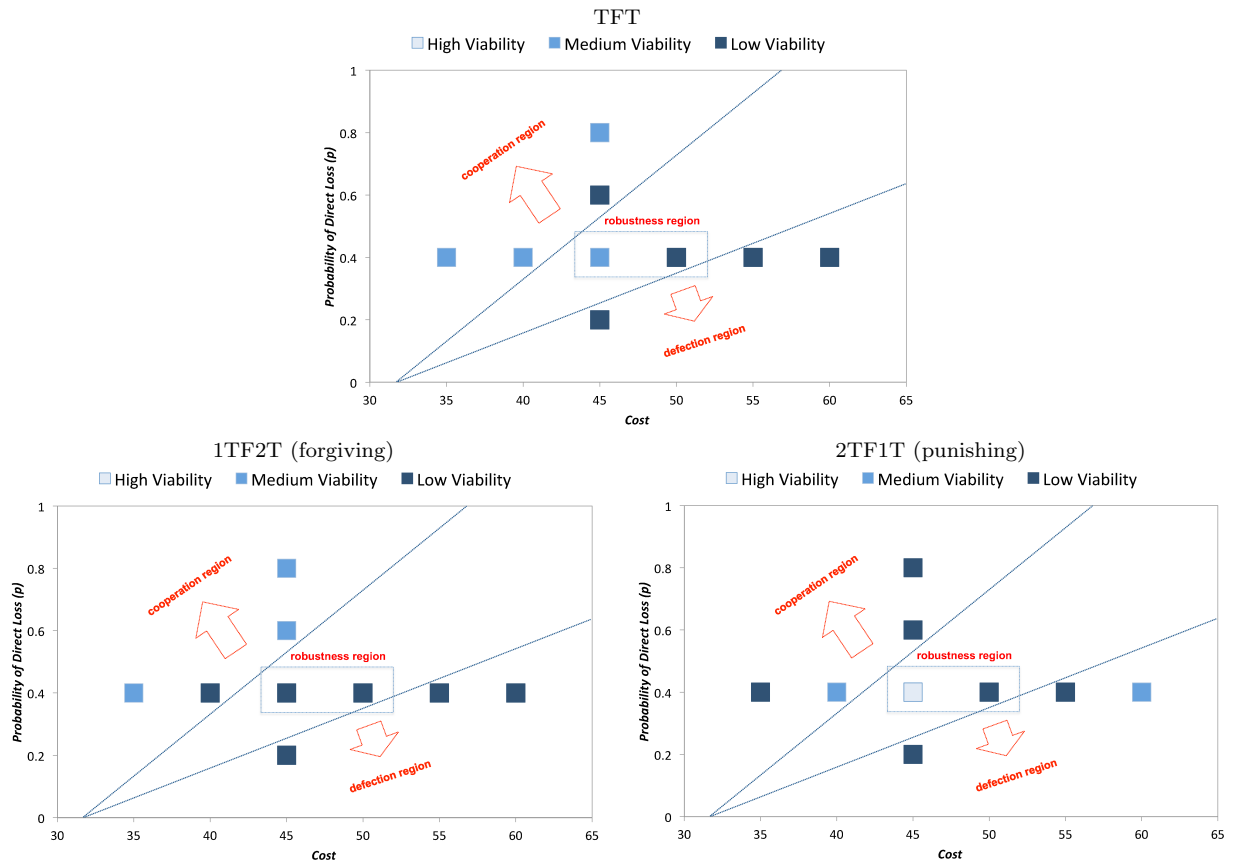 TFT
High Viability Medium Viability Low Viability
Probability of Direct Loss (p)
1
0.8
0.6
0.4
0.2
0
cooperation region
robustness region
defection region
30 35 40 45 50 55 60 65
Cost
1TF2T (forgiving)
High Viability Medium Viability Low Viability
Probability of Direct Loss (p)
1
0.8
0.6
0.4
0.2
0
cooperation region
robustness region
defection region
30 35 40 45 50 55 60 65
Cost
2TF1T (punishing)
High Viability Medium Viability Low Viability
Probability of Direct Loss (p)
1
0.8
0.6
0.4
0.2
0
cooperation region
robustness region
defection region
30 35 40 45 50 55 60 65
Cost